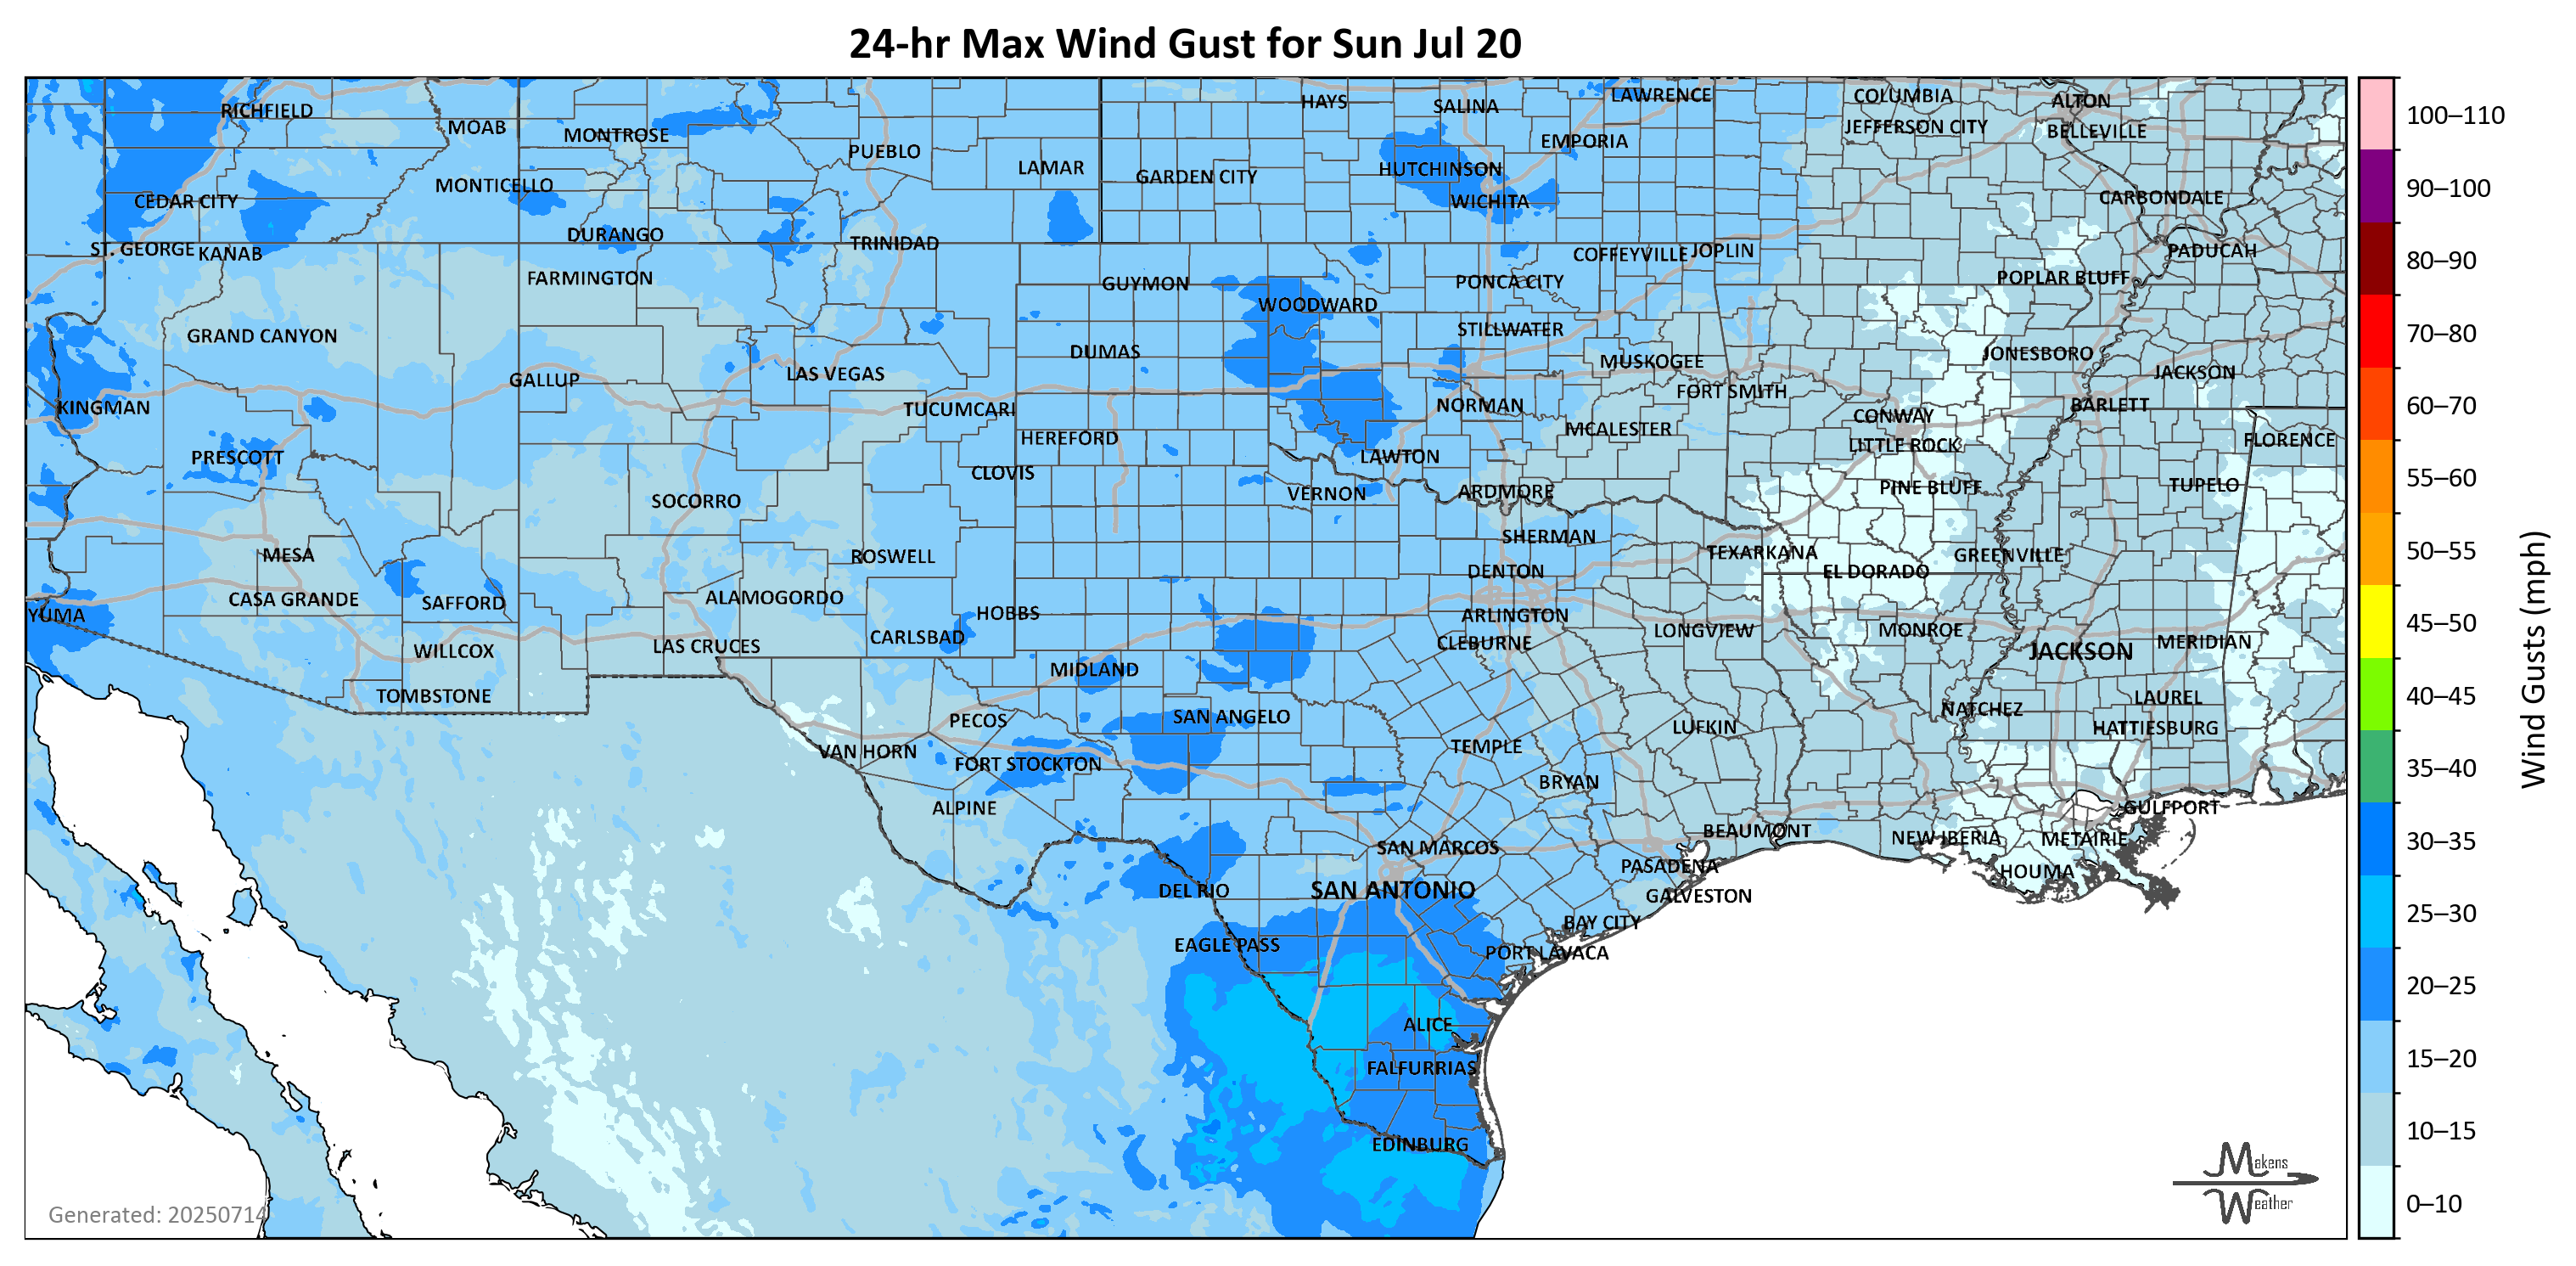 24-hr Max Wind Gust for Sun Jul 20
RICHFIELD
MOAB
MONTROSE
PUEBLO
LAMAR
HAYS
SALINA
LAWRENCE
COLUMBIA
ALTON
JEFFERSON CITY
BELLEVILLE
EMPORIA
GARDEN CITY
HUTCHINSON
WICHITA
MONTICELLO
CEDAR CITY
CARBONDALE
DURANGO
TRINIDAD
ST. GEORGE
KANAB
COFFEYVILLE
JOPLIN
PADUCAH
FARMINGTON
GUYMON
PONCA CITY
POPLAR BLUFF
WOODWARD
GRAND CANYON
STILLWATER
DUMAS
MUSKOGEE
JONESBORO
GALLUP
LAS VEGAS
JACKSON
FORT SMITH
KINGMAN
TUCUMCARI
NORMAN
CONWAY
BARLETT
HEREFORD
MCALESTER
LITTLE ROCK
FLORENCE
PRESCOTT
CLOVIS
LAWTON
SOCORRO
VERNON
ARDMORE
PINE BLUFF
TUPELO
MESA
ROSWELL
SHERMAN
TEXARKANA
GREENVILLE
DENTON
EL DORADO
YUMA
CASA GRANDE
SAFFORD
ALAMOGORDO
HOBBS
ARLINGTON
CARLSBAD
CLEBURNE
LONGVIEW
MONROE
WILLCOX
LAS CRUCES
JACKSON
MERIDIAN
MIDLAND
TOMBSTONE
PECOS
SAN ANGELO
LUFKIN
NATCHEZ
LAUREL
HATTIESBURG
VAN HORN
FORT STOCKTON
TEMPLE
BRYAN
ALPINE
GULFPORT
BEAUMONT
NEW IBERIA
METAIRIE
SAN MARCOS
PASADENA
HOUMA
DEL RIO
SAN ANTONIO
GALVESTON
BAY CITY
EAGLE PASS
PORT LAVACA
ALICE
FALFURRIAS
EDINBURG
Generated: 20250714
Makens
Weather
100–110
90–100
80–90
70–80
60–70
55–60
50–55
45–50
40–45
35–40
30–35
25–30
20–25
15–20
10–15
0–10
Wind Gusts (mph)